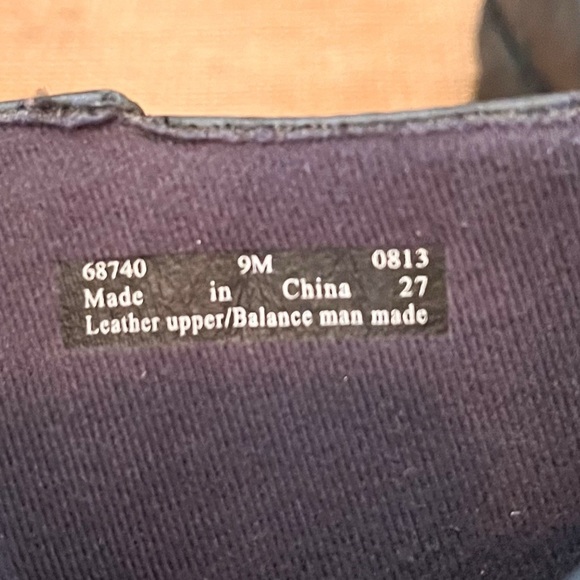 68740 9M 0813
Made in China 27
Leather upper/Balance man made